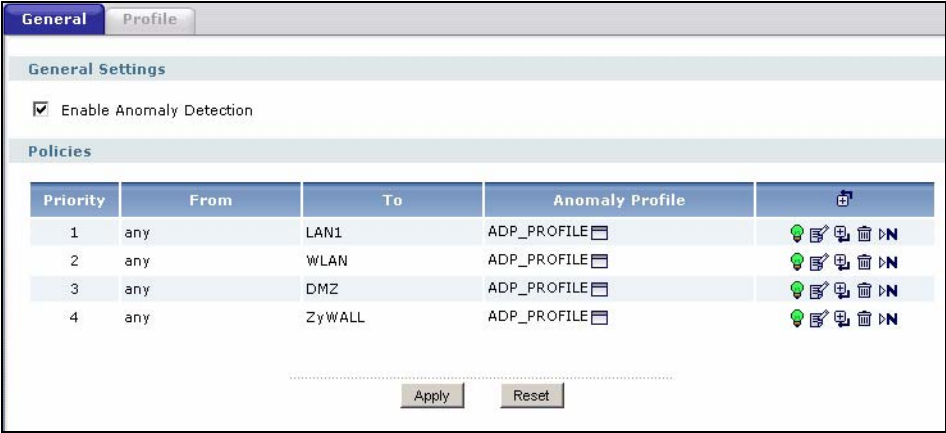 General Profile
General Settings
Enable Anomaly Detection
Policies
Priority From To Anomaly Profile
1 any LAN1 ADP_PROFILE N
2 any WLAN ADP_PROFILE N
3 any DMZ ADP_PROFILE N
4 any ZyWALL ADP_PROFILE N
Apply Reset